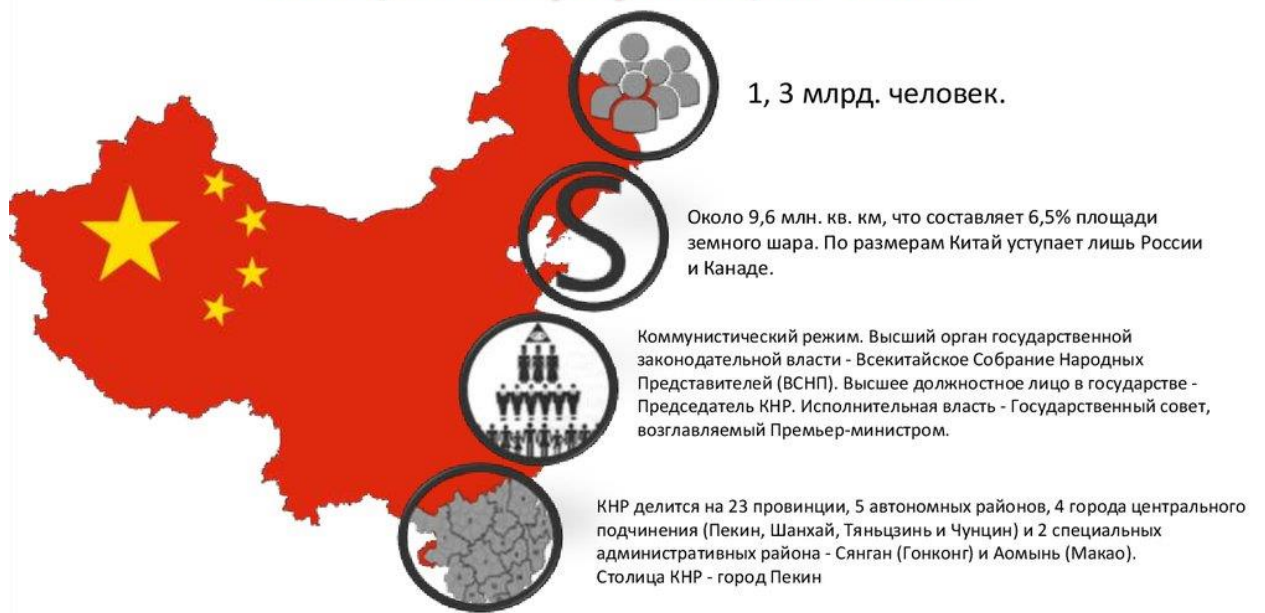 1, 3 млрд. человек.
S
Около 9,6 млн. кв. км, что составляет 6,5% площади
земного шара. По размерам Китай уступает лишь России
и Канаде.
Коммунистический режим. Высший орган государственной
законодательной власти - Всекитайское Собрание Народных
Представителей (ВСНП). Высшее должностное лицо в государстве -
Председатель КНР. Исполнительная власть - Государственный совет,
возглавляемый Премьер-министром.
КНР делится на 23 провинции, 5 автономных районов, 4 города центрального
подчинения (Пекин, Шанхай, Тяньцзинь и Чунцин) и 2 специальных
административных района - Сянган (Гонконг) и Аомынь (Макао).
Столица КНР - город Пекин